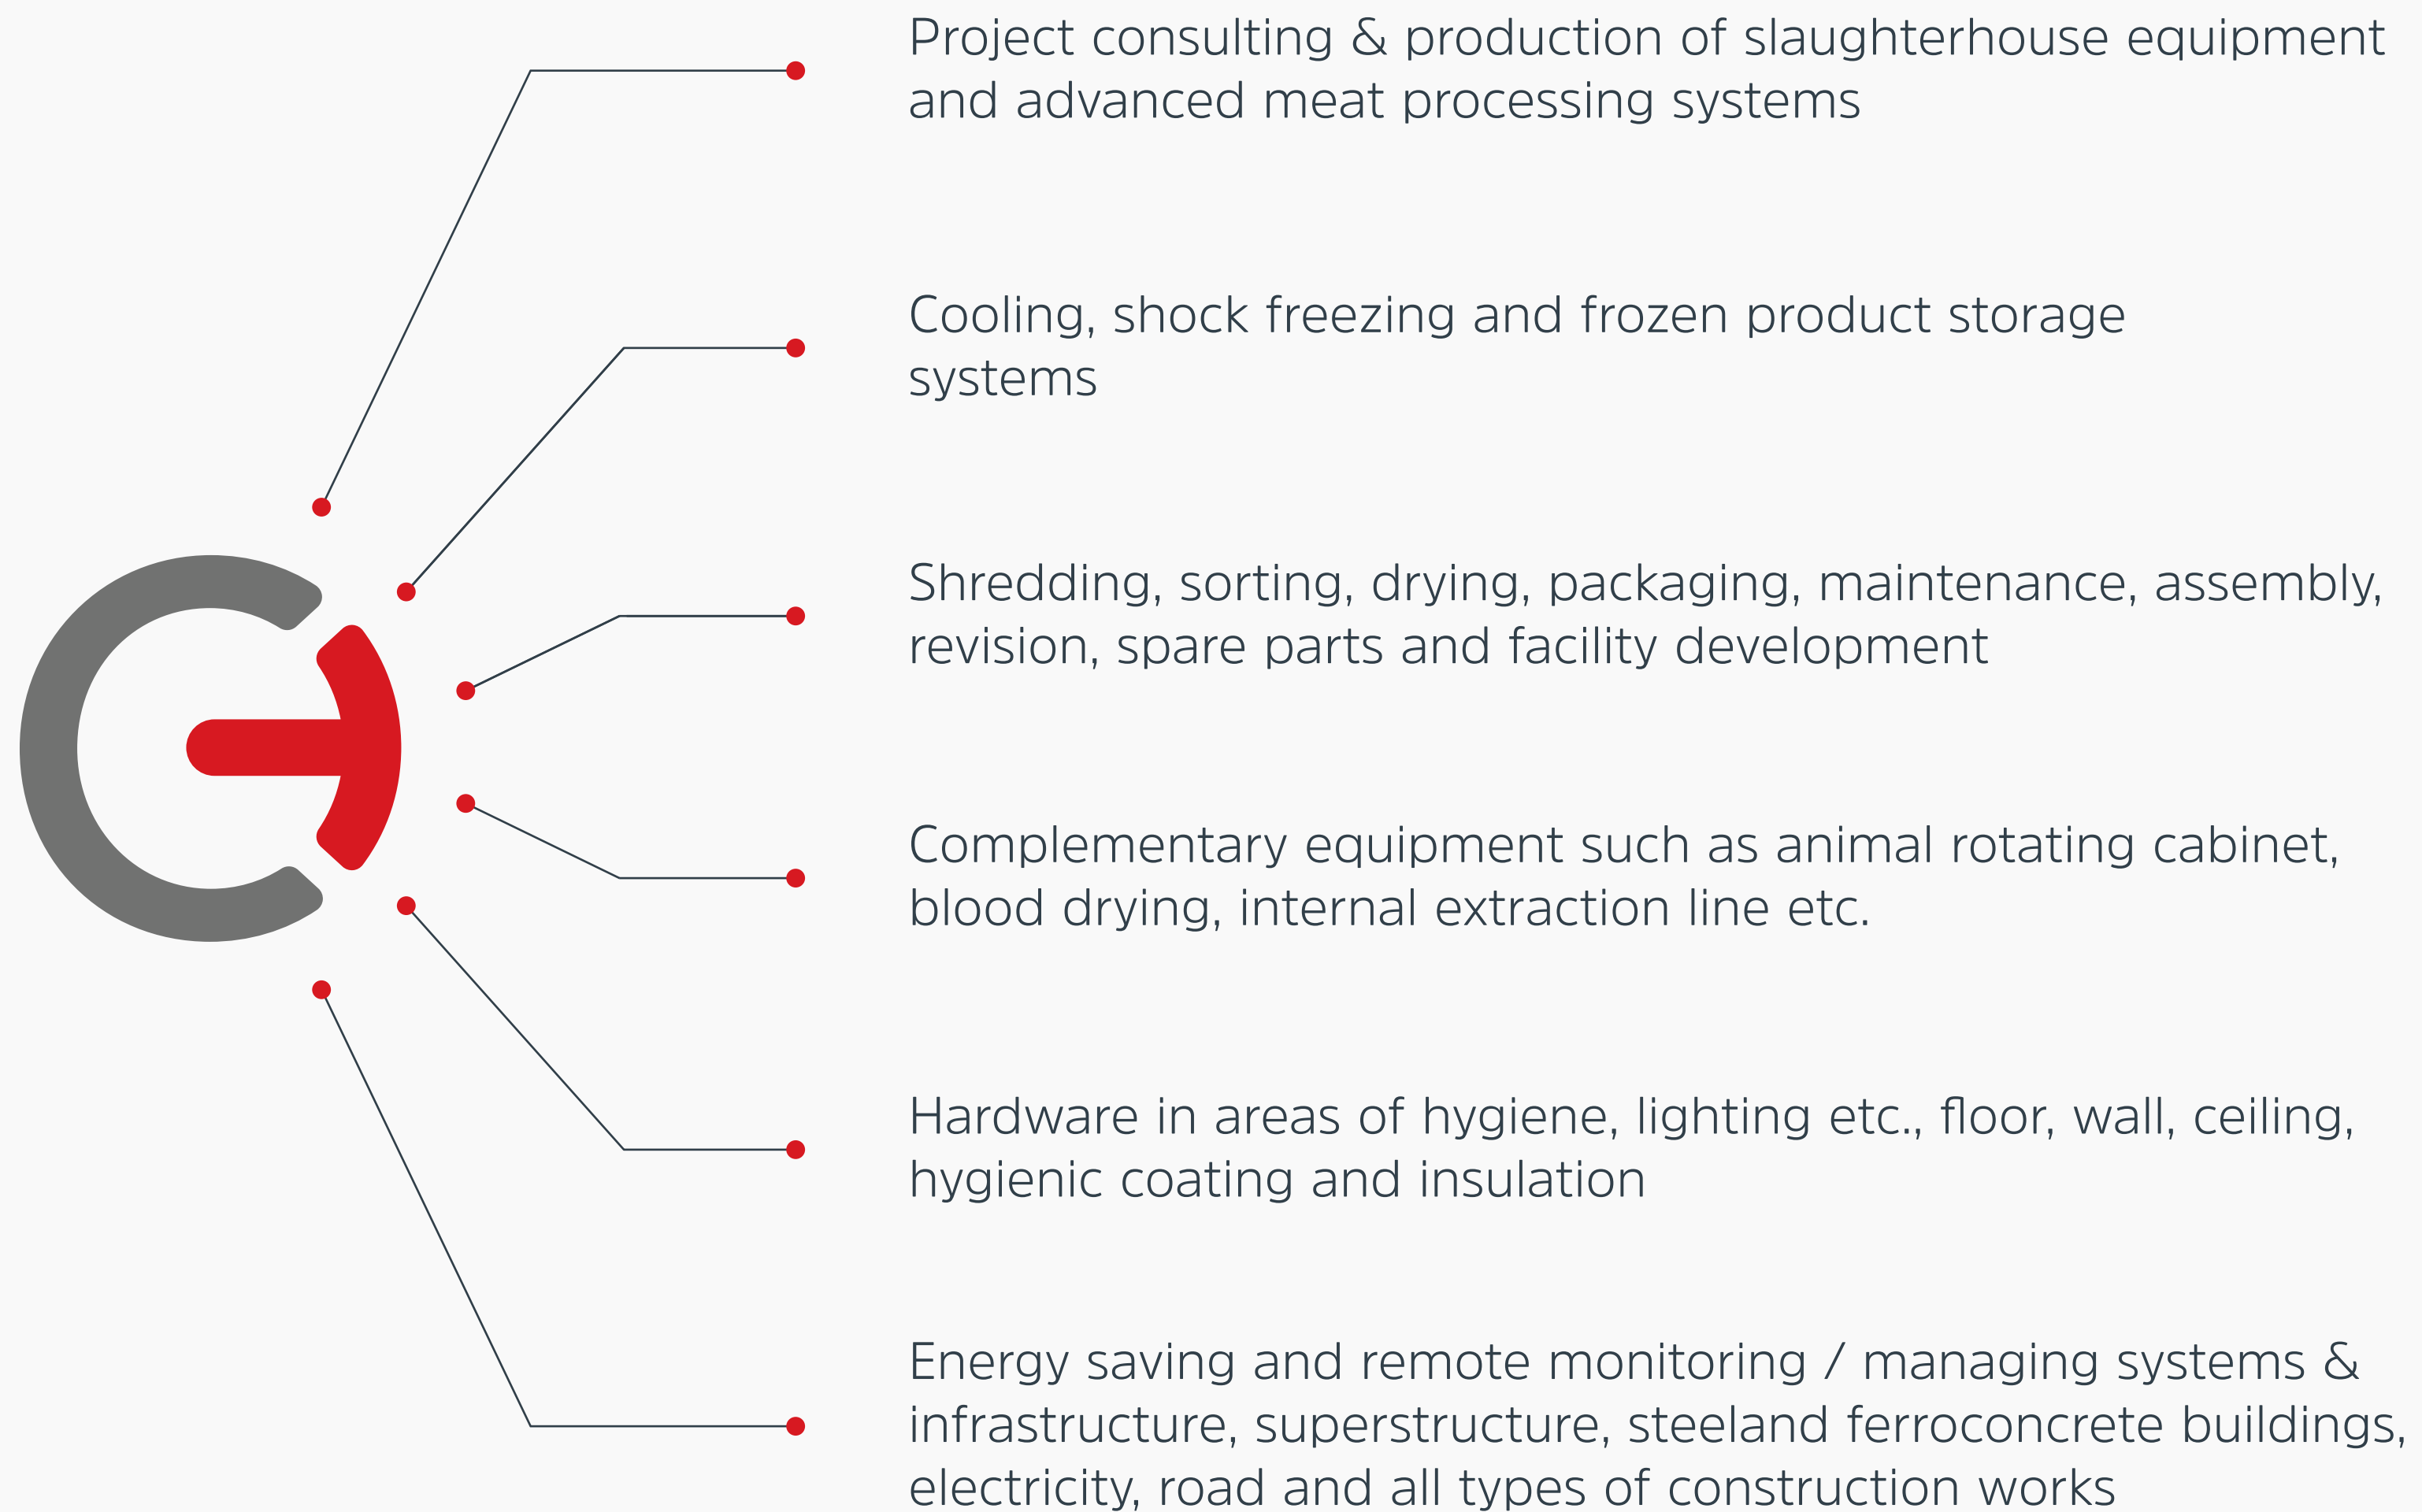 Project consulting & production of slaughterhouse equipment
and advanced meat processing systems
Cooling, shock freezing and frozen product storage
systems
Shredding, sorting, drying, packaging, maintenance, assembly,
revision, spare parts and facility development
Complementary equipment such as animal rotating cabinet,
blood drying, internal extraction line etc.
Hardware in areas of hygiene, lighting etc., floor, wall, ceiling,
hygienic coating and insulation
Energy saving and remote monitoring / managing systems &
infrastructure, superstructure, steeland ferroconcrete buildings,
electricity, road and all types of construction works